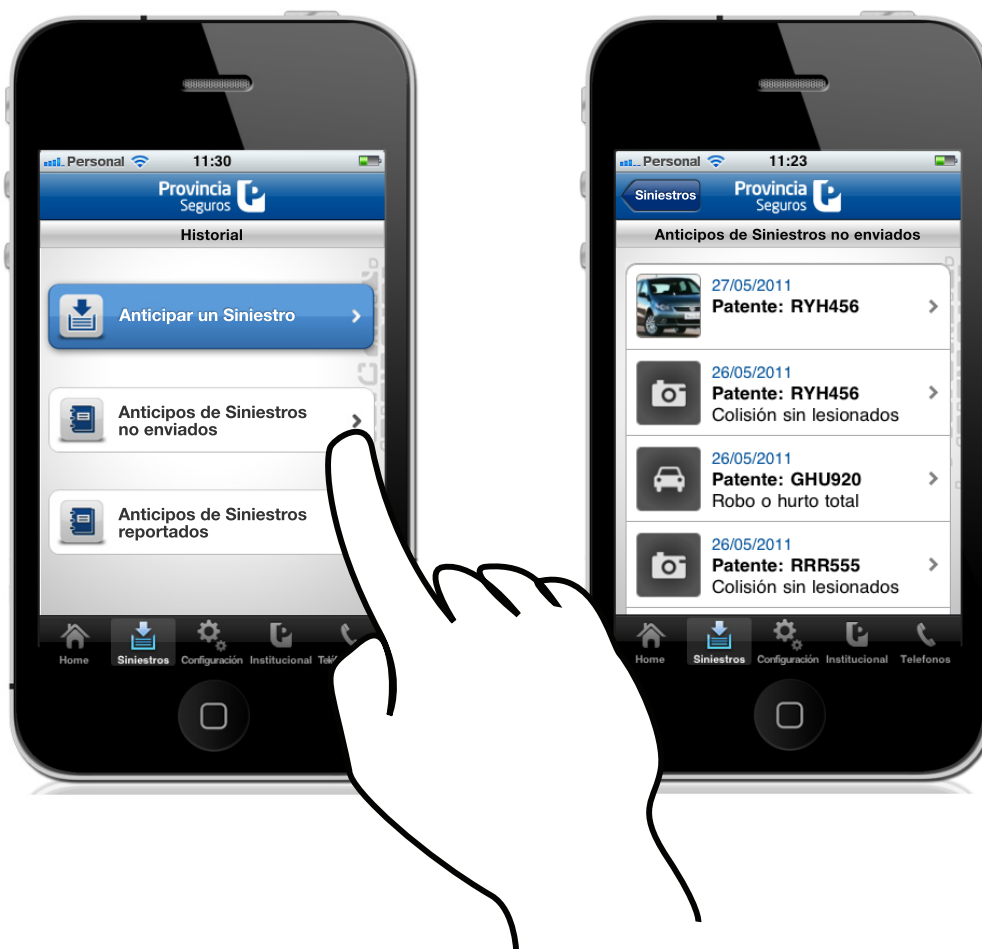 Personal
11:30
Provincia
Seguros
Historial
Anticipar un Siniestro
Anticipos de Siniestros
no enviados
Anticipos de Siniestros
reportados
Home Siniestros Configuración Institucional
Personal
11:23
Siniestros
Provincia
Seguros
Anticipos de Siniestros no enviados
27/05/2011
Patente: RYH456
26/05/2011
Patente: RYH456
Colisión sin lesionados
26/05/2011
Patente: GHU920
Robo o hurto total
26/05/2011
Patente: RRR555
Colisión sin lesionados
Home Siniestros Configuración Institucional Telefonos